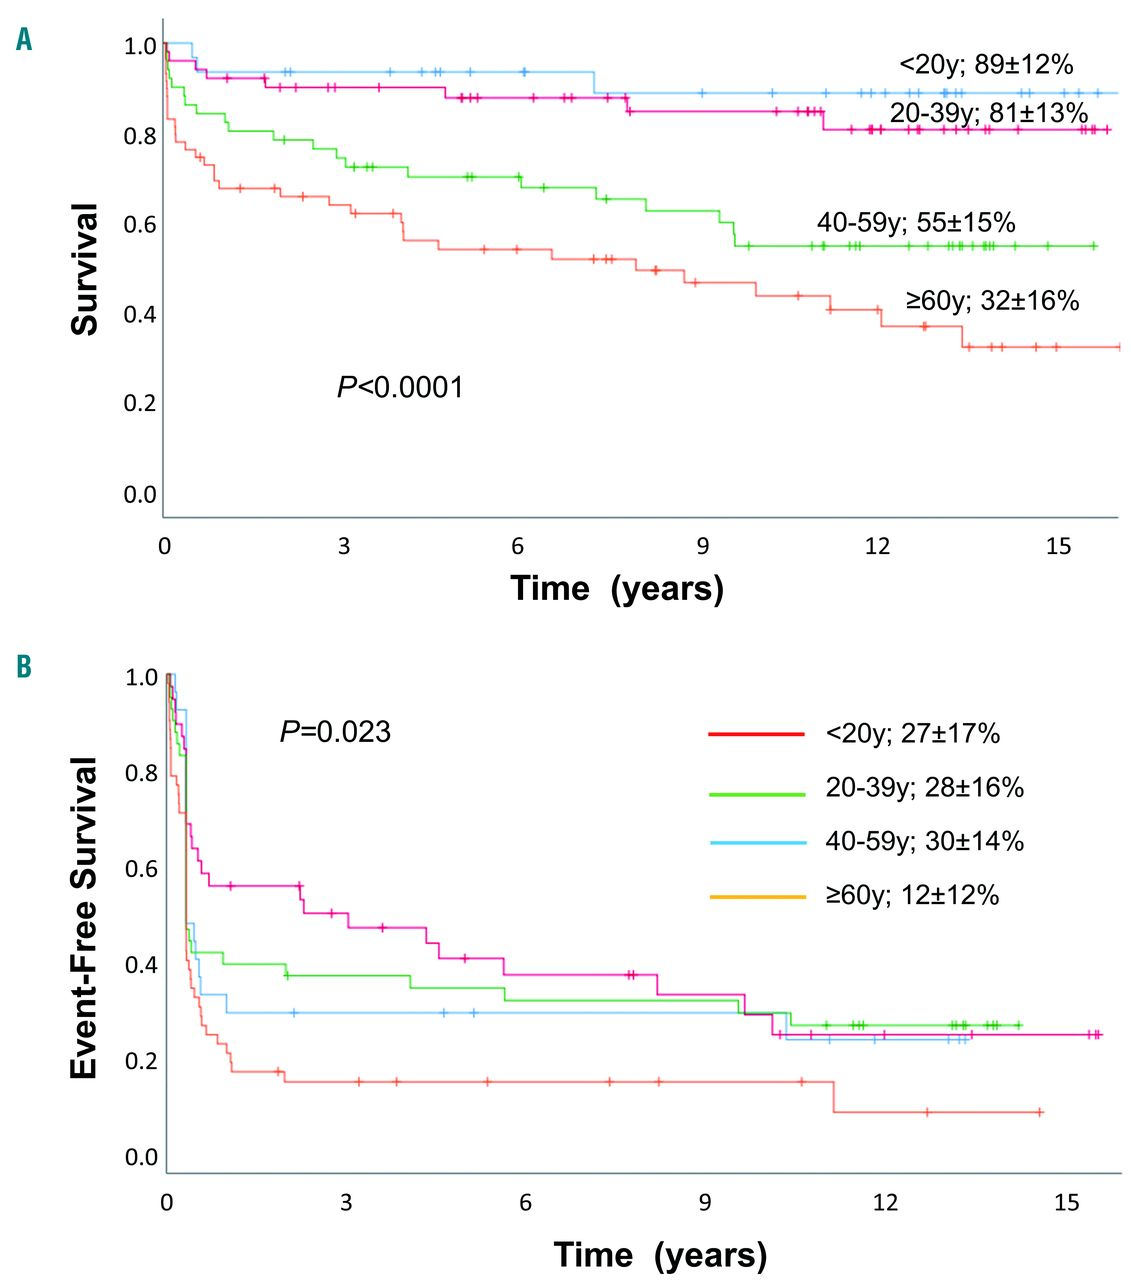 A
1.0
0.8
0.6
0.4
0.2
0.0
Survival
<20y; 89±12%
20-39y; 81±13%
40-59y; 55±15%
≥60y; 32±16%
P<0.0001
0 3 6 9 12 15
Time (years)
B
1.0
0.8
0.6
0.4
0.2
0.0
Event-Free Survival
P=0.023
<20y; 27±17%
20-39y; 28±16%
40-59y; 30±14%
≥60y; 12±12%
0 3 6 9 12 15
Time (years)